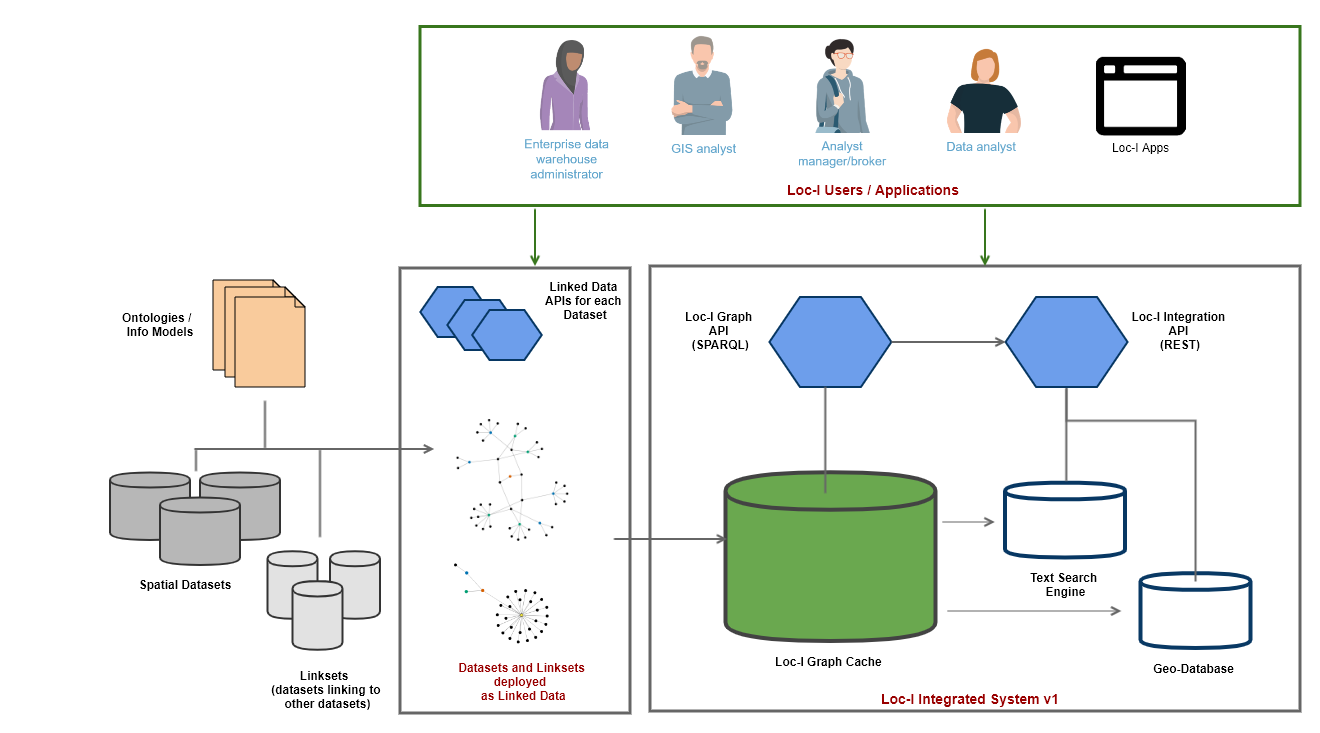 Enterprise data
warehouse
administrator
GIS analyst
Analyst
manager/broker
Data analyst
Loc-I Apps
Loc-I Users / Applications
Ontologies /
Info Models
Linked Data
APIs for each
Dataset
Loc-I Graph
API
(SPARQL)
Loc-I Integration
API
(REST)
Spatial Datasets
Linksets
(datasets linking to
other datasets)
Datasets and Linksets
deployed
as Linked Data
Text Search
Engine
Loc-I Graph Cache
Geo-Database
Loc-I Integrated System v1